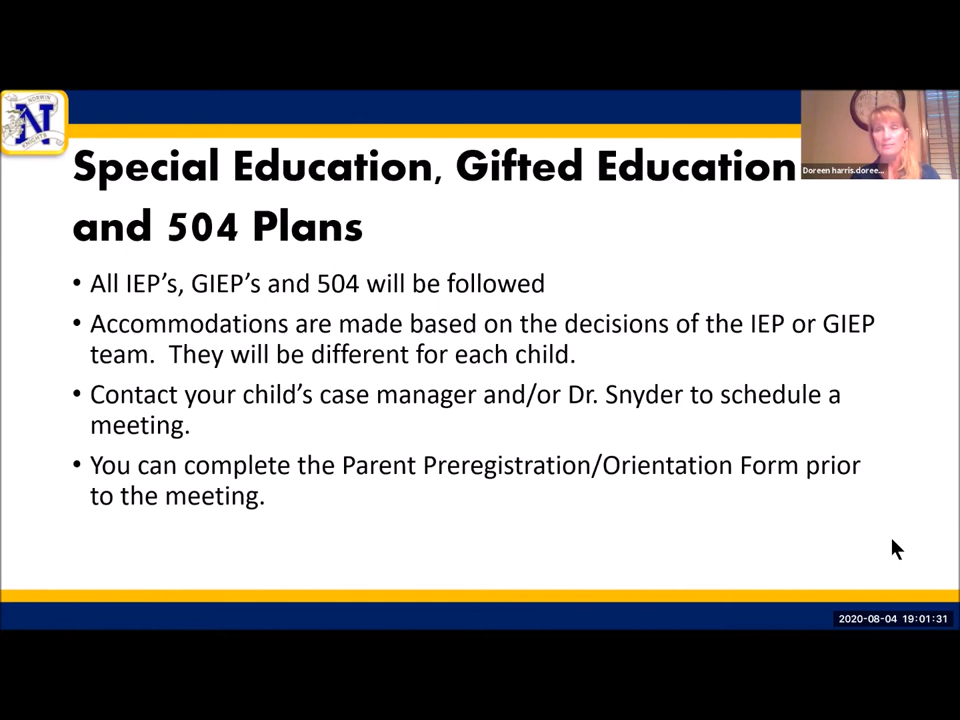 NORWIN
N
KNIGHTS
Special Education, Gifted Education
and 504 Plans
Doreen harris.doree...
• All IEP’s, GIEP’s and 504 will be followed
• Accommodations are made based on the decisions of the IEP or GIEP
team.  They will be different for each child.
• Contact your child’s case manager and/or Dr. Snyder to schedule a
meeting.
• You can complete the Parent Preregistration/Orientation Form prior
to the meeting.
2020-08-04 19:01:31